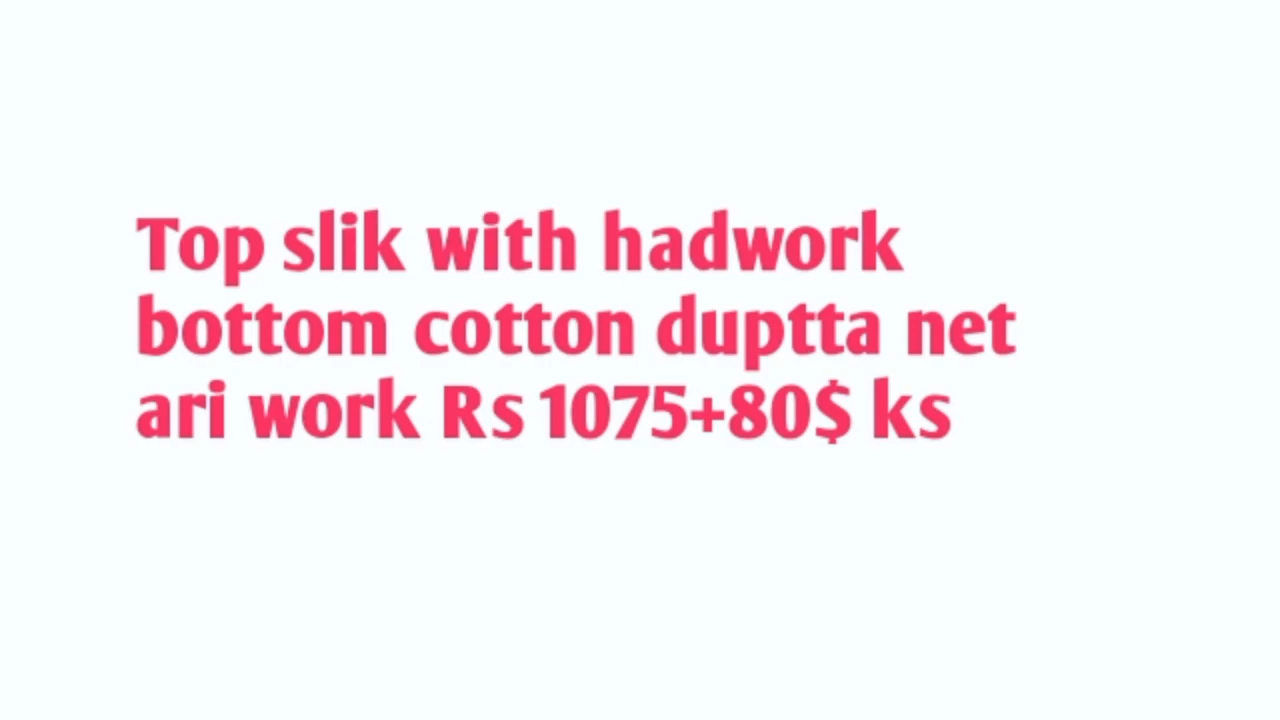 Top slik with hadwork
bottom cotton duptta net
ari work Rs 1075+80$ ks